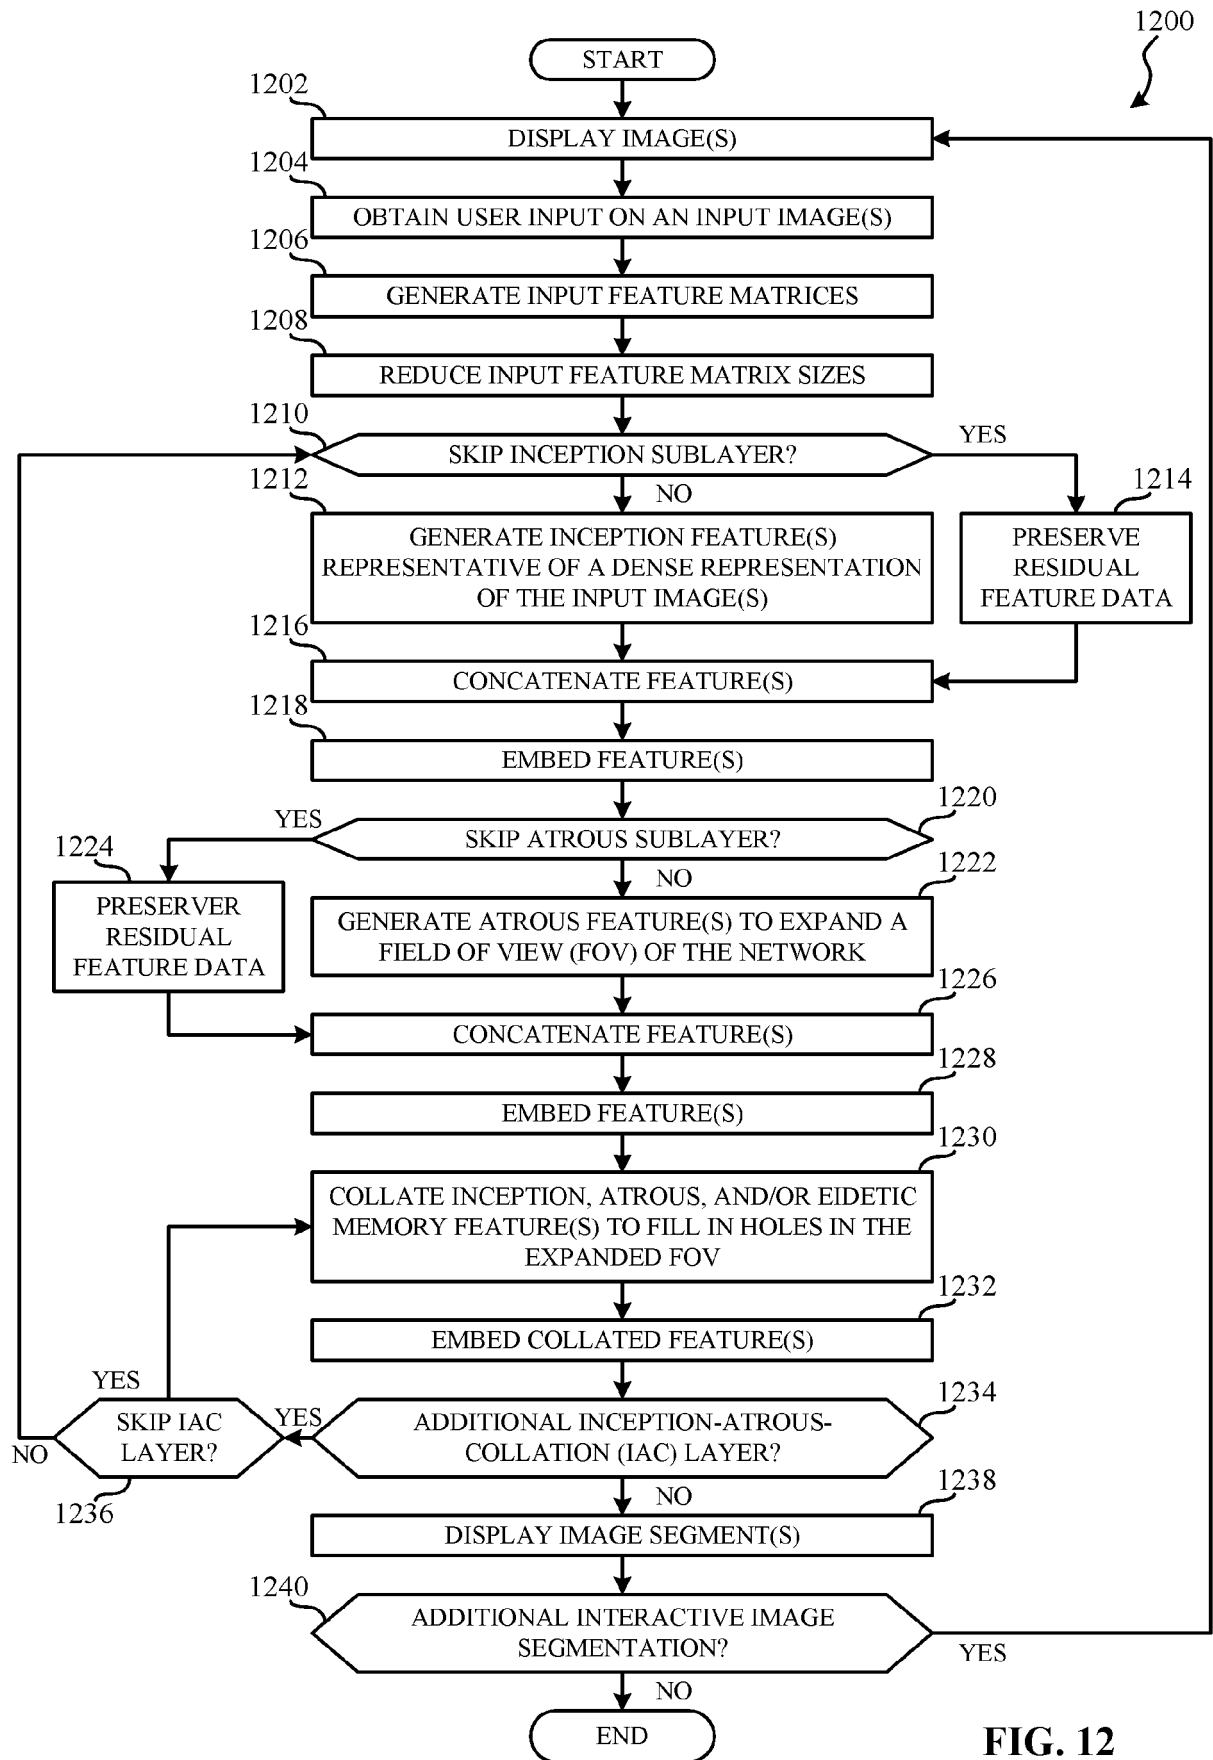 1200
START
1202
DISPLAY IMAGE(S)
1204
OBTAIN USER INPUT ON AN INPUT IMAGE(S)
1206
GENERATE INPUT FEATURE MATRICES
1208
REDUCE INPUT FEATURE MATRIX SIZES
1210
SKIP INCEPTION SUBLAYER?
YES
NO
1212
GENERATE INCEPTION FEATURE(S)
REPRESENTATIVE OF A DENSE REPRESENTATION
OF THE INPUT IMAGE(S)
1214
PRESERVE
RESIDUAL
FEATURE DATA
1216
CONCATENATE FEATURE(S)
1218
EMBED FEATURE(S)
1220
SKIP ATROUS SUBLAYER?
YES
NO
1224
PRESERVER
RESIDUAL
FEATURE DATA
1222
GENERATE ATROUS FEATURE(S) TO EXPAND A
FIELD OF VIEW (FOV) OF THE NETWORK
1226
CONCATENATE FEATURE(S)
1228
EMBED FEATURE(S)
1230
COLLATE INCEPTION, ATROUS, AND/OR EIDETIC
MEMORY FEATURE(S) TO FILL IN HOLES IN THE
EXPANDED FOV
1232
EMBED COLLATED FEATURE(S)
1234
ADDITIONAL INCEPTION-ATROUS-
COLLATION (IAC) LAYER?
YES
YES
SKIP IAC
LAYER?
NO
1236
NO
1238
DISPLAY IMAGE SEGMENT(S)
1240
ADDITIONAL INTERACTIVE IMAGE
SEGMENTATION?
YES
NO
END
FIG. 12